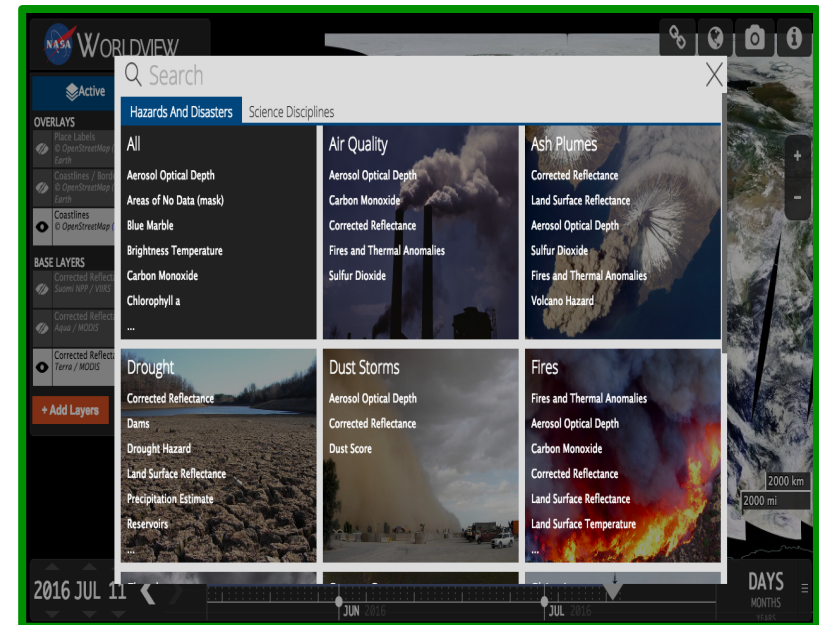 NASA WORLDVIEW
Search
Active
Hazards And Disasters
Science Disciplines
OVERLAYS
Place Labels
© OpenStreetMap (
Earth
Coastlines / Bord
© OpenStreetMap (
Earth
Coastlines
© OpenStreetMap (
BASE LAYERS
Corrected Reflect
Suomi NPP / VIIRS
Corrected Reflect
Aqua / MODIS
Corrected Reflect
Terra / MODIS
+ Add Layers
All
Aerosol Optical Depth
Areas of No Data (mask)
Blue Marble
Brightness Temperature
Carbon Monoxide
Chlorophyll a
...
Air Quality
Aerosol Optical Depth
Carbon Monoxide
Corrected Reflectance
Fires and Thermal Anomalies
Sulfur Dioxide
Ash Plumes
Corrected Reflectance
Land Surface Reflectance
Aerosol Optical Depth
Sulfur Dioxide
Fires and Thermal Anomalies
Volcano Hazard
Drought
Corrected Reflectance
Dams
Drought Hazard
Land Surface Reflectance
Precipitation Estimate
Reservoirs
...
Dust Storms
Aerosol Optical Depth
Corrected Reflectance
Dust Score
Fires
Fires and Thermal Anomalies
Aerosol Optical Depth
Carbon Monoxide
Corrected Reflectance
Land Surface Reflectance
Land Surface Temperature
...
+
-
2000 km
2000 mi
2016 JUL 11
JUN 2016
JUL 2016
DAYS
MONTHS
YEARS